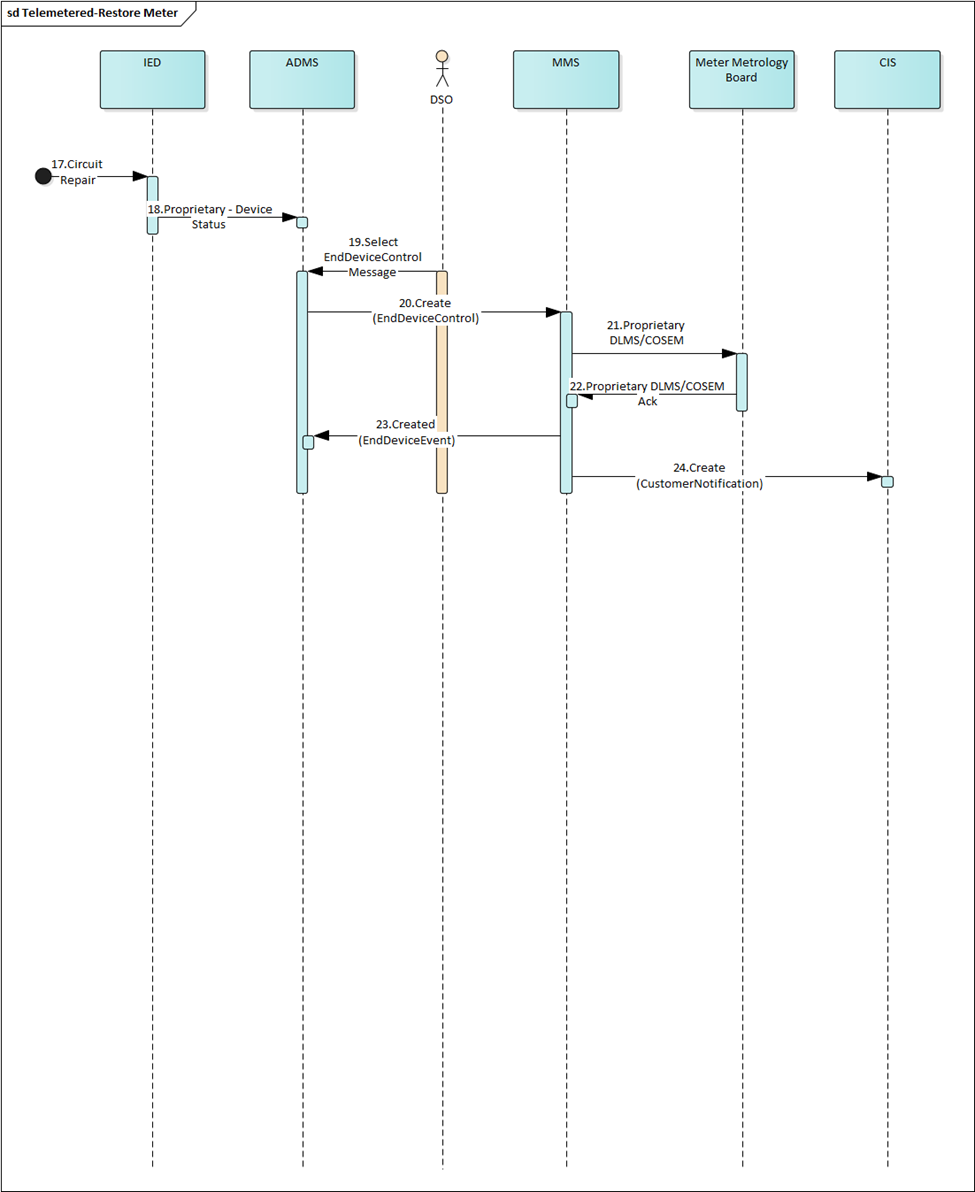 sd Telemetered-Restore Meter
IED
ADMS
DSO
MMS
Meter Metrology
Board
CIS
17.Circuit
Repair
18.Proprietary - Device
Status
19.Select
EndDeviceControl
Message
20.Create
(EndDeviceControl)
21.Proprietary
DLMS/COSEM
22.Proprietary DLMS/COSEM
Ack
23.Created
(EndDeviceEvent)
24.Create
(CustomerNotification)